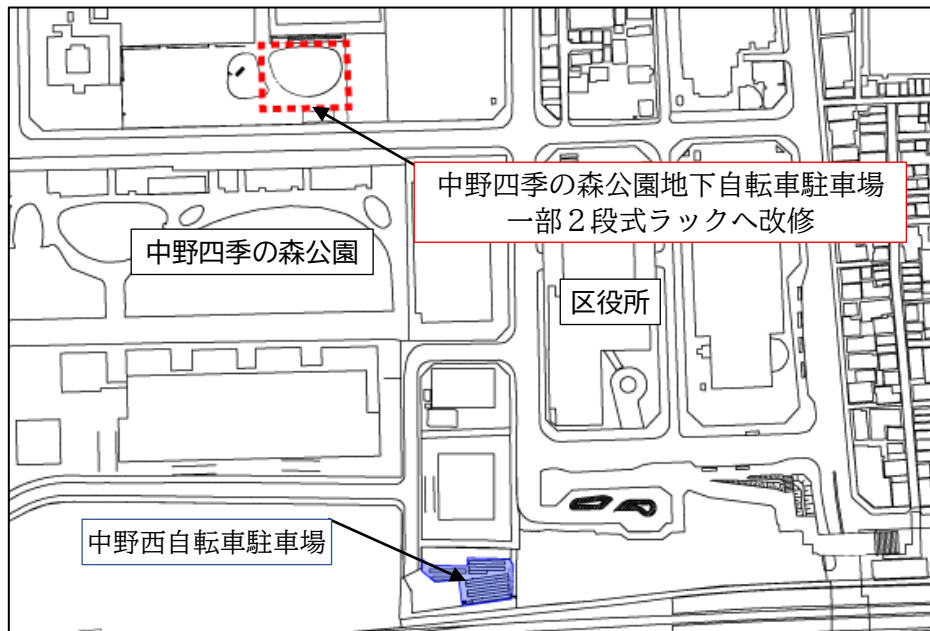 中野四季の森公園地下自転車駐車場
一部２段式ラックへ改修
中野四季の森公園
区役所
中野西自転車駐車場